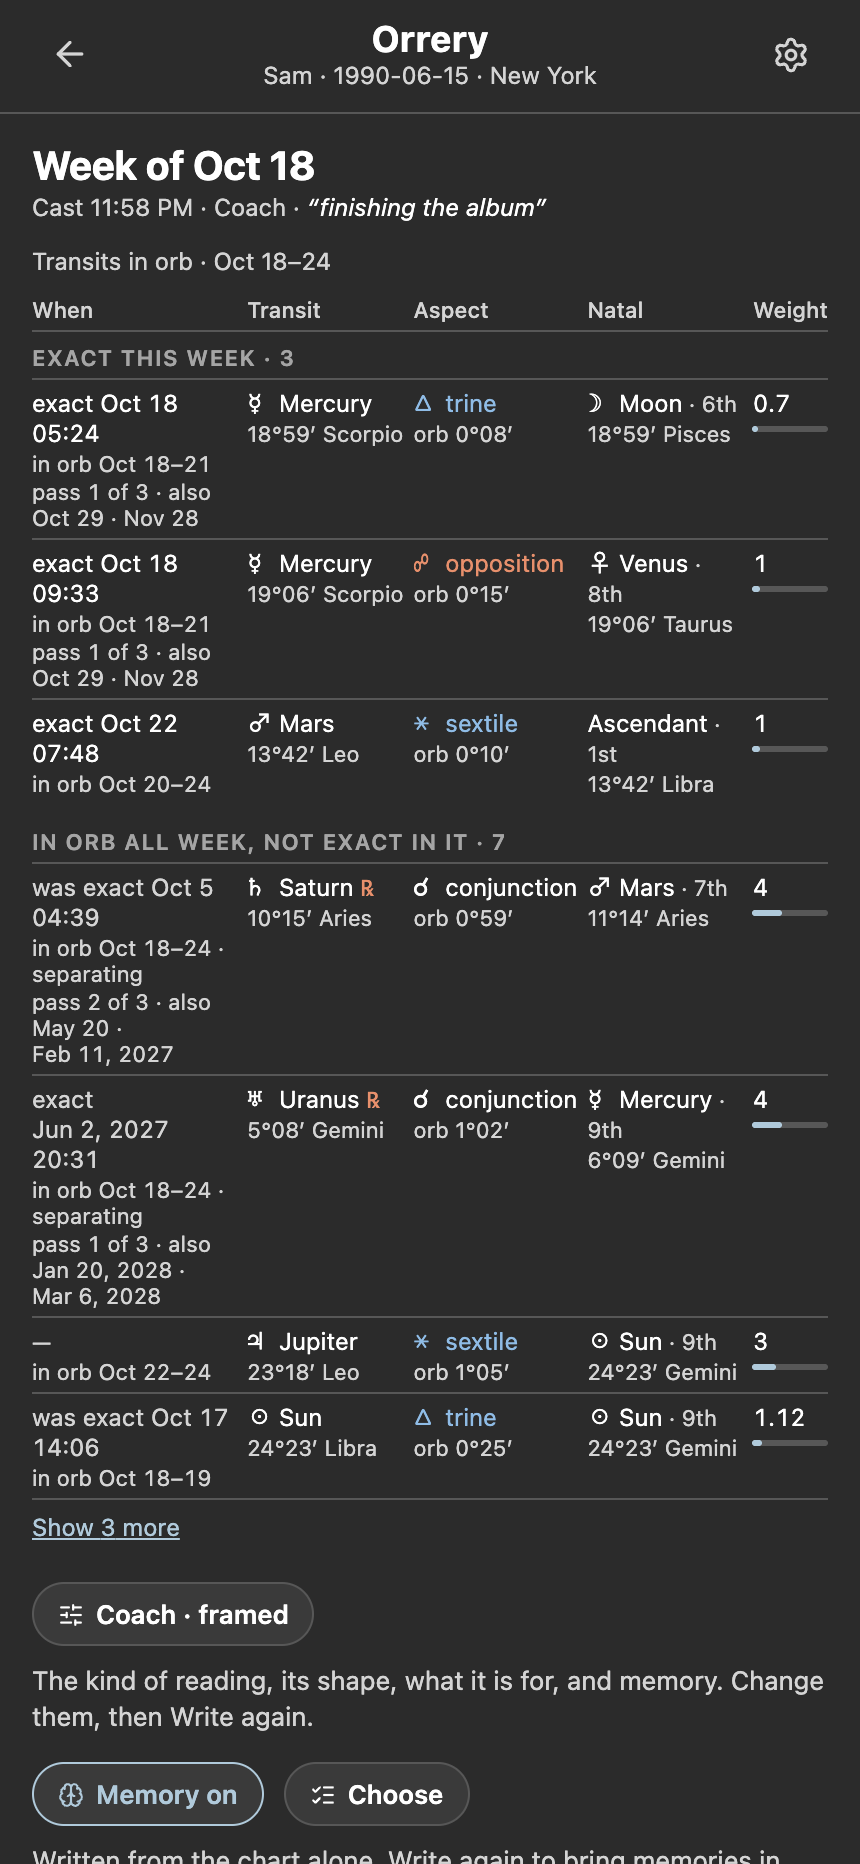 Orrery
Sam · 1990-06-15 · New York
Week of Oct 18
Cast 11:58 PM · Coach · “finishing the album”
Transits in orb · Oct 18–24
When Transit Aspect Natal Weight
EXACT THIS WEEK · 3
exact Oct 18 ☿ Mercury △ trine ☽ Moon · 6th 0.7
05:24 18°59′ Scorpio orb 0°08′ 18°59′ Pisces
in orb Oct 18–21
pass 1 of 3 · also
Oct 29 · Nov 28
exact Oct 18 ☿ Mercury ☍ opposition ♀ Venus · 1
09:33 19°06′ Scorpio orb 0°15′ 8th
in orb Oct 18–21 19°06′ Taurus
pass 1 of 3 · also
Oct 29 · Nov 28
exact Oct 22 ♂ Mars ⚹ sextile Ascendant · 1
07:48 13°42′ Leo orb 0°10′ 1st
in orb Oct 20–24 13°42′ Libra
IN ORB ALL WEEK, NOT EXACT IN IT · 7
was exact Oct 5 ♄ Saturn ℞ ☌ conjunction ♂ Mars · 7th 4
04:39 10°15′ Aries orb 0°59′ 11°14′ Aries
in orb Oct 18–24 ·
separating
pass 2 of 3 · also
May 20 ·
Feb 11, 2027
exact ♅ Uranus ℞ ☌ conjunction ☿ Mercury · 4
Jun 2, 2027 5°08′ Gemini orb 1°02′ 9th
20:31 6°09′ Gemini
in orb Oct 18–24 ·
separating
pass 1 of 3 · also
Jan 20, 2028 ·
Mar 6, 2028
— ♃ Jupiter ⚹ sextile ☉ Sun · 9th 3
in orb Oct 22–24 23°18′ Leo orb 1°05′ 24°23′ Gemini
was exact Oct 17 ☉ Sun △ trine ☉ Sun · 9th 1.12
14:06 24°23′ Libra orb 0°25′ 24°23′ Gemini
in orb Oct 18–19
Show 3 more
Coach · framed
The kind of reading, its shape, what it is for, and memory. Change
them, then Write again.
Memory on Choose
Written from the chart alone. Write again to bring memories in